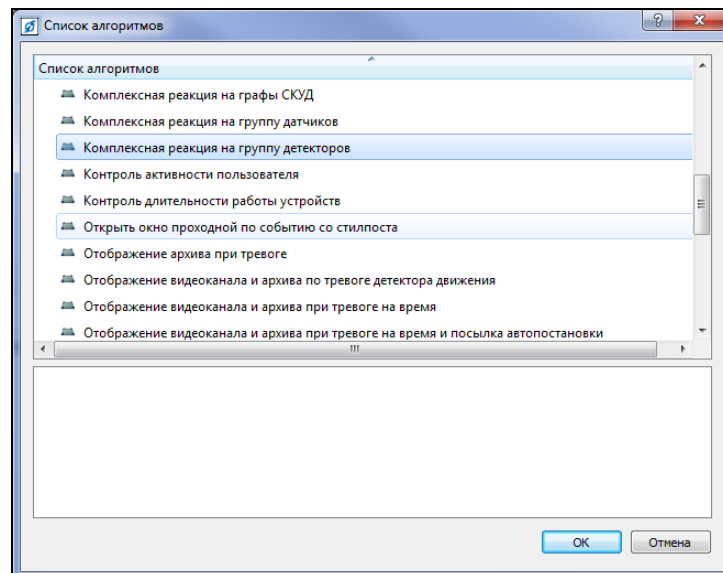 Список алгоритмов
Список алгоритмов
Комплексная реакция на графы СКУД
Комплексная реакция на группу датчиков
Комплексная реакция на группу детекторов
Контроль активности пользователя
Контроль длительности работы устройств
Открыть окно проходной по событию со стилпоста
Отображение архива при тревоге
Отображение видеоканала и архива по тревоге детектора движения
Отображение видеоканала и архива при тревоге на время
Отображение видеоканала и архива при тревоге на время и посылка автопостановки
OK Отмена